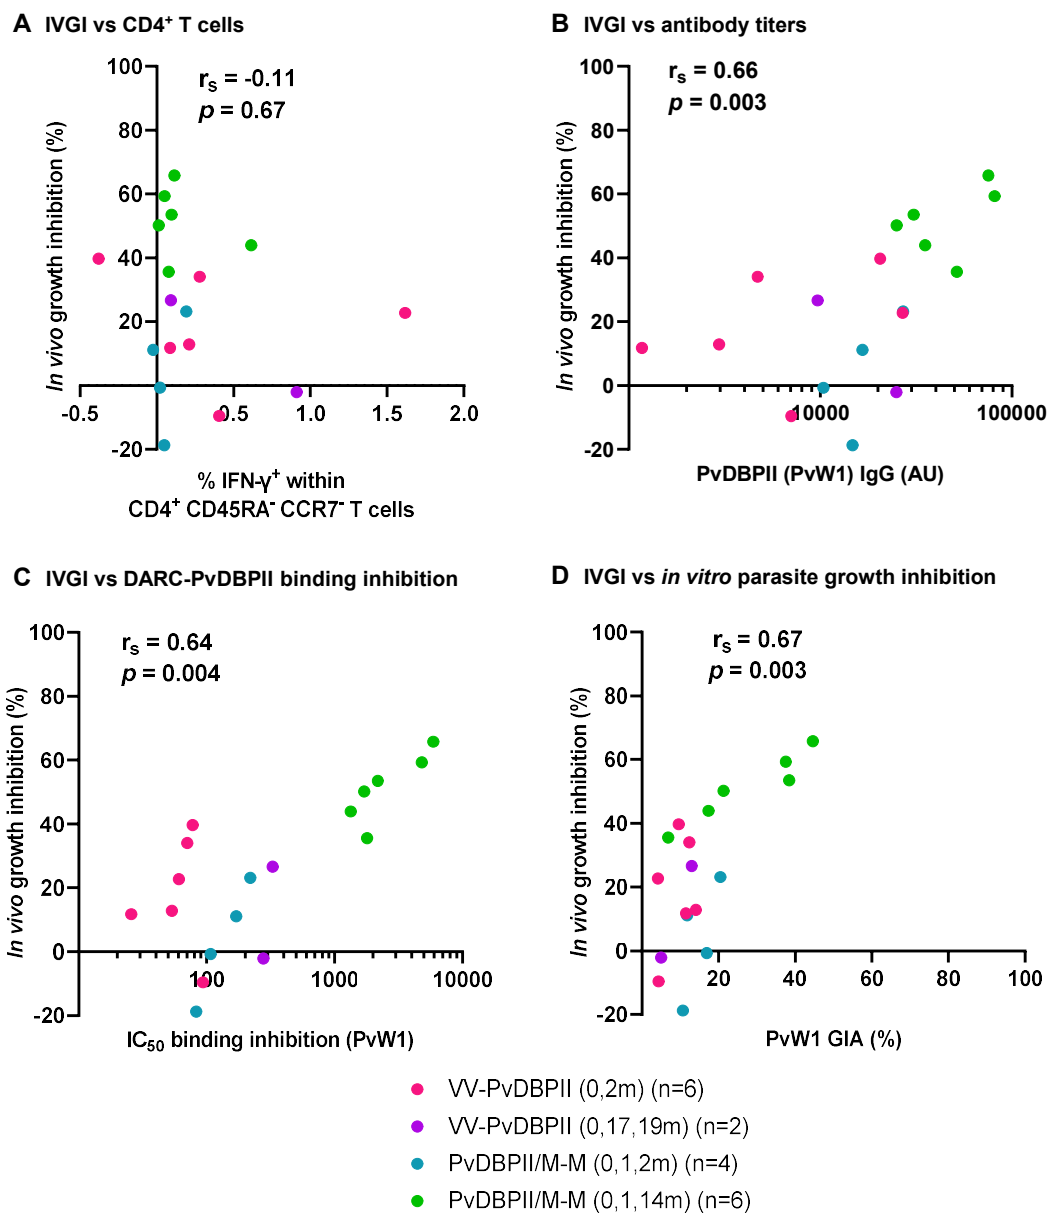 A IVGI vs CD4⁺ T cells
rₛ = -0.11
p = 0.67
100
80
60
40
20
0
-20
In vivo growth inhibition (%)
-0.5 0.5 1.0 1.5 2.0
% IFN-γ⁺ within
CD4⁺ CD45RA⁻ CCR7⁻ T cells
B IVGI vs antibody titers
rₛ = 0.66
p = 0.003
100
80
60
40
20
0
-20
In vivo growth inhibition (%)
10000 100000
PvDBPII (PvW1) IgG (AU)
C IVGI vs DARC-PvDBPII binding inhibition
rₛ = 0.64
p = 0.004
100
80
60
40
20
0
-20
In vivo growth inhibition (%)
100 1000 10000
IC₅₀ binding inhibition (PvW1)
D IVGI vs in vitro parasite growth inhibition
rₛ = 0.67
p = 0.003
100
80
60
40
20
0
-20
In vivo growth inhibition (%)
20 40 60 80 100
PvW1 GIA (%)
VV-PvDBPII (0,2m) (n=6)
VV-PvDBPII (0,17,19m) (n=2)
PvDBPII/M-M (0,1,2m) (n=4)
PvDBPII/M-M (0,1,14m) (n=6)